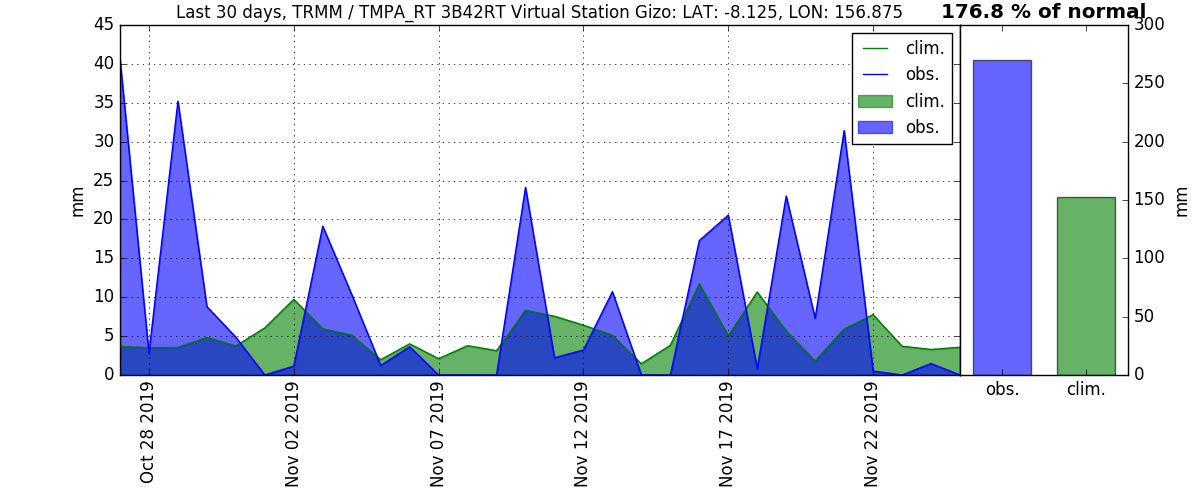 Last 30 days, TRMM / TMPA_RT 3B42RT Virtual Station Gizo: LAT: -8.125, LON: 156.875
176.8 % of normal
45
40
35
30
25
20
15
10
5
0
mm
clim.
obs.
clim.
obs.
Oct 28 2019
Nov 02 2019
Nov 07 2019
Nov 12 2019
Nov 17 2019
Nov 22 2019
300
250
200
150
100
50
0
mm
obs.
clim.